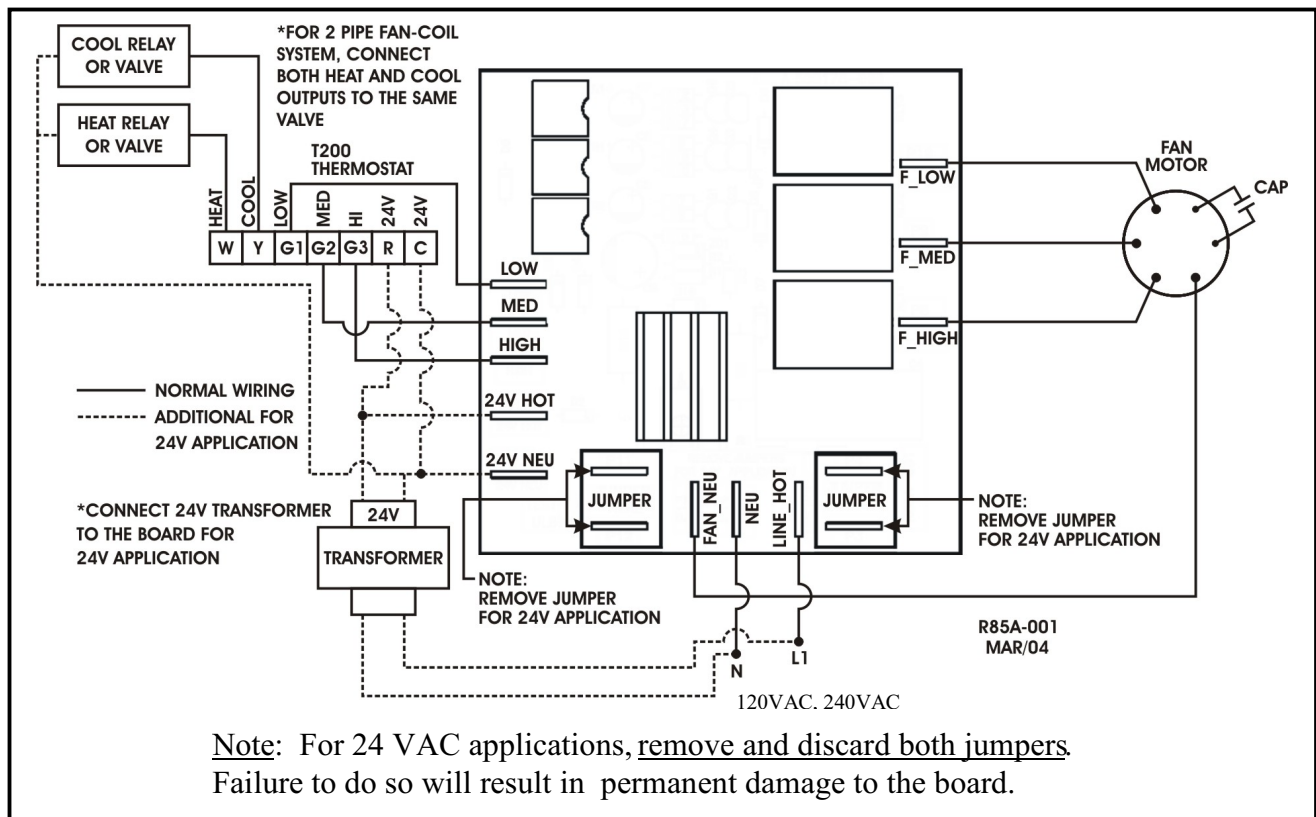 COOL RELAY
OR VALVE
HEAT RELAY
OR VALVE
*FOR 2 PIPE FAN-COIL
SYSTEM, CONNECT
BOTH HEAT AND COOL
OUTPUTS TO THE SAME
VALVE
T200
THERMOSTAT
HEAT
COOL
LOW
MED
HI
24V
24V
W Y G1 G2 G3 R C
LOW
MED
HIGH
24V HOT
24V NEU
F_LOW
F_MED
F_HIGH
FAN
MOTOR
CAP
NORMAL WIRING
ADDITIONAL FOR
24V APPLICATION
*CONNECT 24V TRANSFORMER
TO THE BOARD FOR
24V APPLICATION
24V
TRANSFORMER
JUMPER
FAN_NEU
NEU
LINE_HOT
JUMPER
NOTE:
REMOVE JUMPER
FOR 24V APPLICATION
NOTE:
REMOVE JUMPER
FOR 24V APPLICATION
N
L1
120VAC, 240VAC
R85A-001
MAR/04
Note: For 24 VAC applications, remove and discard both jumpers.
Failure to do so will result in permanent damage to the board.